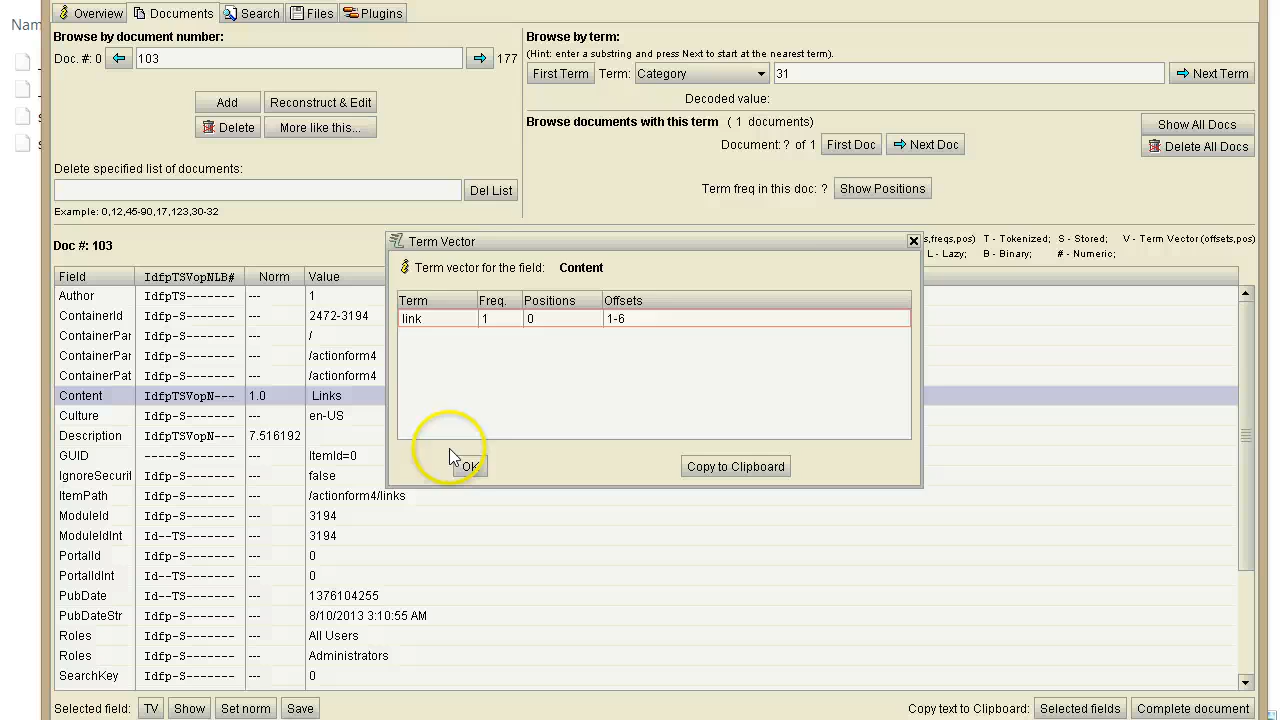 Nam
Overview Documents Search Files Plugins
Browse by document number:
Doc. #: 0 103 177
Add Reconstruct & Edit
Delete More like this...
Delete specified list of documents:
Del List
Example: 0,12,45-90,17,123,30-32
Browse by term:
(Hint: enter a substring and press Next to start at the nearest term).
First Term Term: Category 31 Next Term
Decoded value:
Browse documents with this term ( 1 documents) Show All Docs
Document: ? of 1 First Doc Next Doc Delete All Docs
Term freq in this doc: ? Show Positions
Doc #: 103
s,freqs,pos) T - Tokenized; S - Stored; V - Term Vector (offsets,pos)
L - Lazy; B - Binary; # - Numeric;
Field IdfpTSVopNLB# Norm Value
Author IdfpTS------- --- 1
ContainerId Idfp-S------- --- 2472-3194
ContainerPar Idfp-S------- --- /
ContainerPar Idfp-S------- --- /actionform4
ContainerPat Idfp-S------- --- /actionform4
Content IdfpTSVopN--- 1.0 Links
Culture Idfp-S------- --- en-US
Description IdfpTSVopN--- 7.516192
GUID -----S------- --- ItemId=0
IgnoreSecurit Idfp-S------- --- false
ItemPath Idfp-S------- --- /actionform4/links
ModuleId Idfp-S------- --- 3194
ModuleIdInt Id--TS------- --- 3194
PortalId Idfp-S------- --- 0
PortalIdInt Id--TS------- --- 0
PubDate Id--TS------- --- 1376104255
PubDateStr Idfp-S------- --- 8/10/2013 3:10:55 AM
Roles Idfp-S------- --- All Users
Roles Idfp-S------- --- Administrators
SearchKey Idfp-S------- --- 0
Term Vector
Term vector for the field: Content
Term Freq. Positions Offsets
link 1 0 1-6
OK Copy to Clipboard
Selected field: TV Show Set norm Save Copy text to Clipboard: Selected fields Complete document